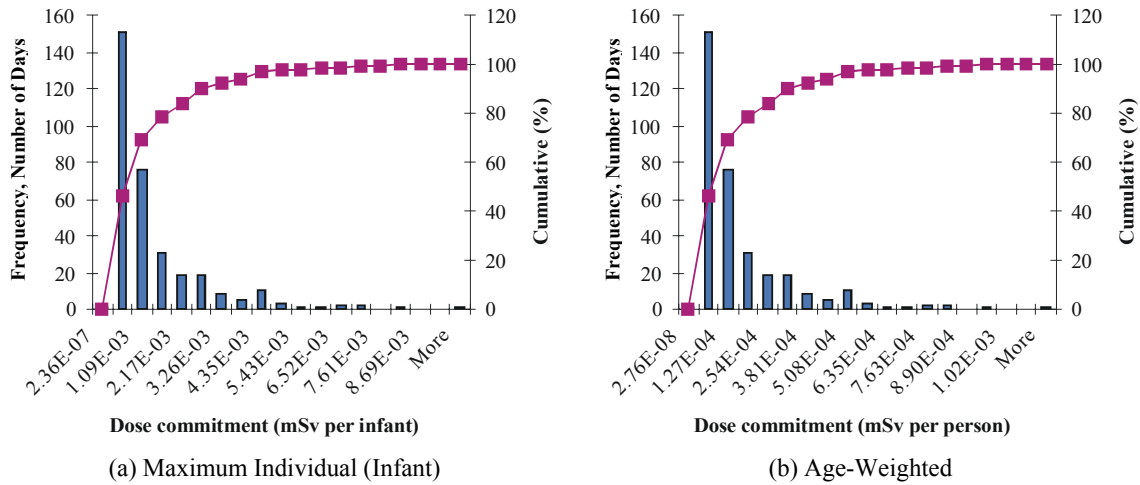 160
140
120
100
80
60
40
20
0
Frequency, Number of Days
120
100
80
60
40
20
0
Cumulative (%)
2.36E-07
1.09E-03
2.17E-03
3.26E-03
4.35E-03
5.43E-03
6.52E-03
7.61E-03
8.69E-03
More
Dose commitment (mSv per infant)
(a) Maximum Individual (Infant)
160
140
120
100
80
60
40
20
0
Frequency, Number of Days
120
100
80
60
40
20
0
Cumulative (%)
2.76E-08
1.27E-04
2.54E-04
3.81E-04
5.08E-04
6.35E-04
7.63E-04
8.90E-04
1.02E-03
More
Dose commitment (mSv per person)
(b) Age-Weighted